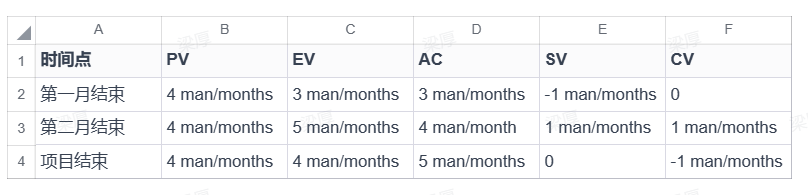 A B C D E F
1 时间点 PV EV AC SV CV
2 第一月结束 4 man/months 3 man/months 3 man/months -1 man/months 0
3 第二月结束 4 man/months 5 man/months 4 man/month 1 man/months 1 man/months
4 项目结束 4 man/months 4 man/months 5 man/months 0 -1 man/months